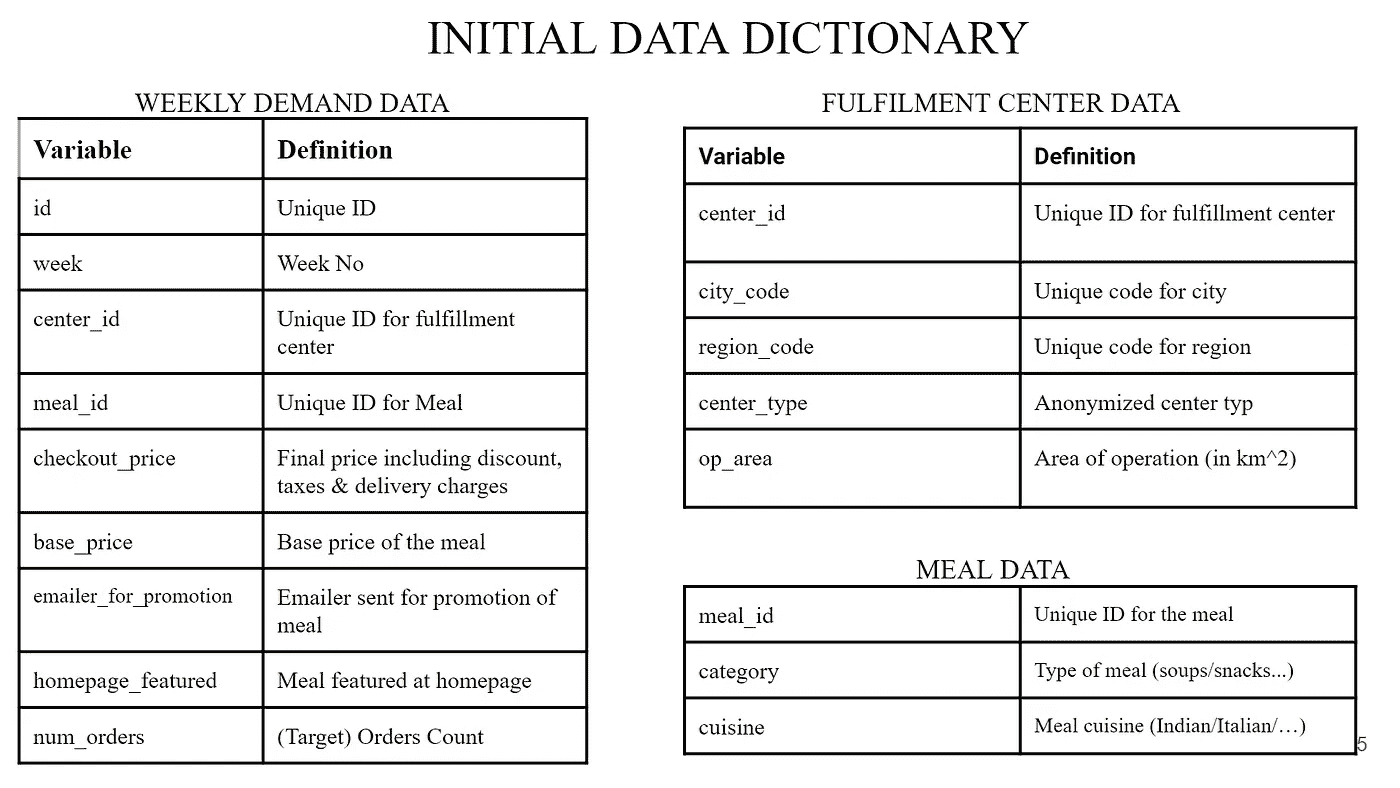 INITIAL DATA DICTIONARY
WEEKLY DEMAND DATA
Variable Definition
id Unique ID
week Week No
center_id Unique ID for fulfillment
center
meal_id Unique ID for Meal
checkout_price Final price including discount,
taxes & delivery charges
base_price Base price of the meal
emailer_for_promotion Emailer sent for promotion of
meal
homepage_featured Meal featured at homepage
num_orders (Target) Orders Count
FULFILMENT CENTER DATA
Variable Definition
center_id Unique ID for fulfillment center
city_code Unique code for city
region_code Unique code for region
center_type Anonymized center typ
op_area Area of operation (in km^2)
MEAL DATA
meal_id Unique ID for the meal
category Type of meal (soups/snacks...)
cuisine Meal cuisine (Indian/Italian/…)
5